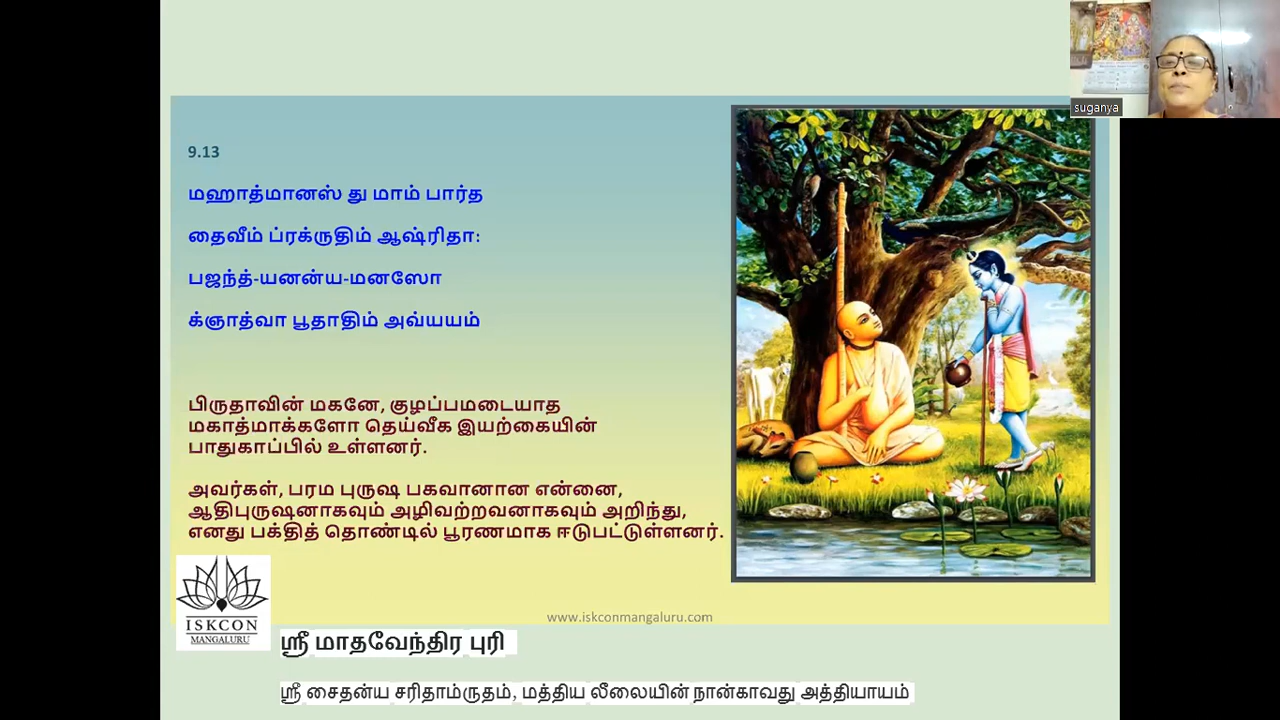 suganya
9.13
மஹாத்மானஸ் து மாம் பார்த
தைவீம் ப்ரக்ருதிம் ஆஷ்ரிதா:
பஜந்த்-யனன்ய-மனஸோ
க்ஞாத்வா பூதாதிம் அவ்யயம்
பிருதாவின் மகனே, குழப்பமடையாத
மகாத்மாக்களோ தெய்வீக இயற்கையின்
பாதுகாப்பில் உள்ளனர்.
அவர்கள், பரம புருஷ பகவானான என்னை,
ஆதிபுருஷனாகவும் அழிவற்றவனாகவும் அறிந்து,
எனது பக்தித் தொண்டில் பூரணமாக ஈடுபட்டுள்ளனர்.
ISKCON
MANGALURU
www.iskconmangaluru.com
ஸ்ரீ மாதவேந்திர புரி
ஸ்ரீ சைதன்ய சரிதாம்ருதம், மத்திய லீலையின் நான்காவது அத்தியாயம்